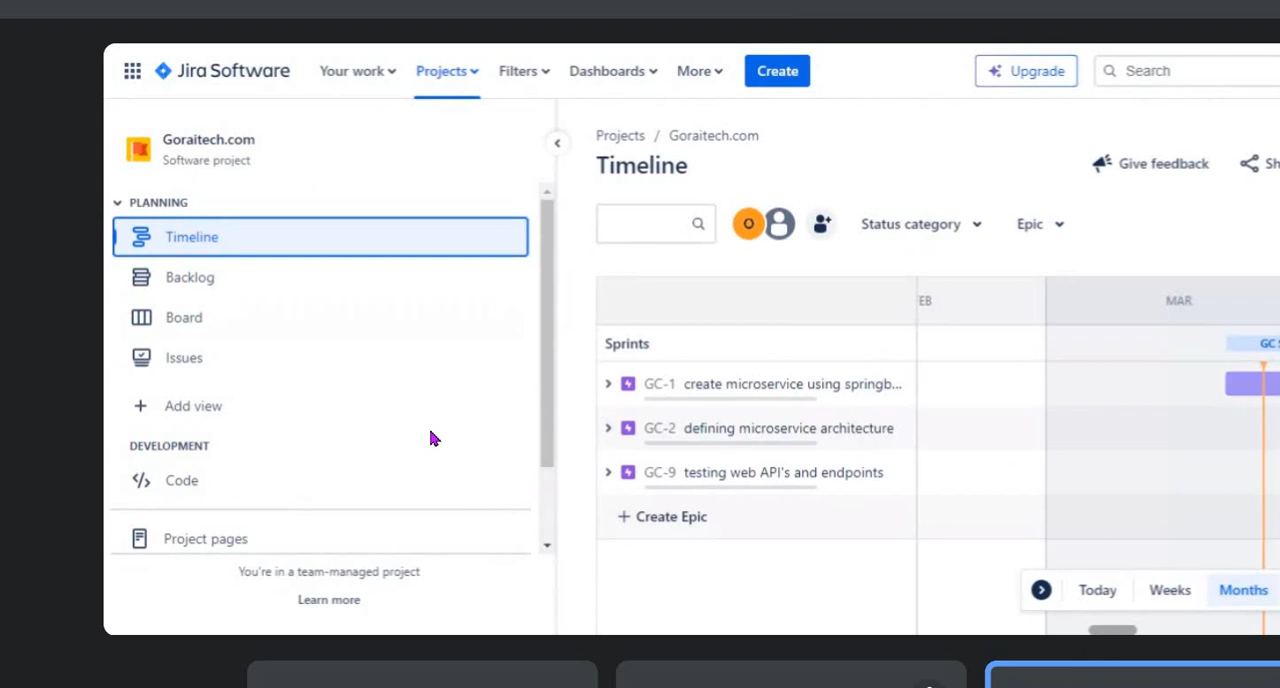 Jira Software Your work Projects Filters Dashboards More Create Upgrade Search
Goraitech.com
Software project
PLANNING
Timeline
Backlog
Board
Issues
+ Add view
DEVELOPMENT
Code
Project pages
You're in a team-managed project
Learn more
Projects / Goraitech.com
Timeline
Give feedback
O Status category Epic
EB MAR
Sprints
GC
GC-1 create microservice using springb...
GC-2 defining microservice architecture
GC-9 testing web API's and endpoints
+ Create Epic
Today Weeks Months